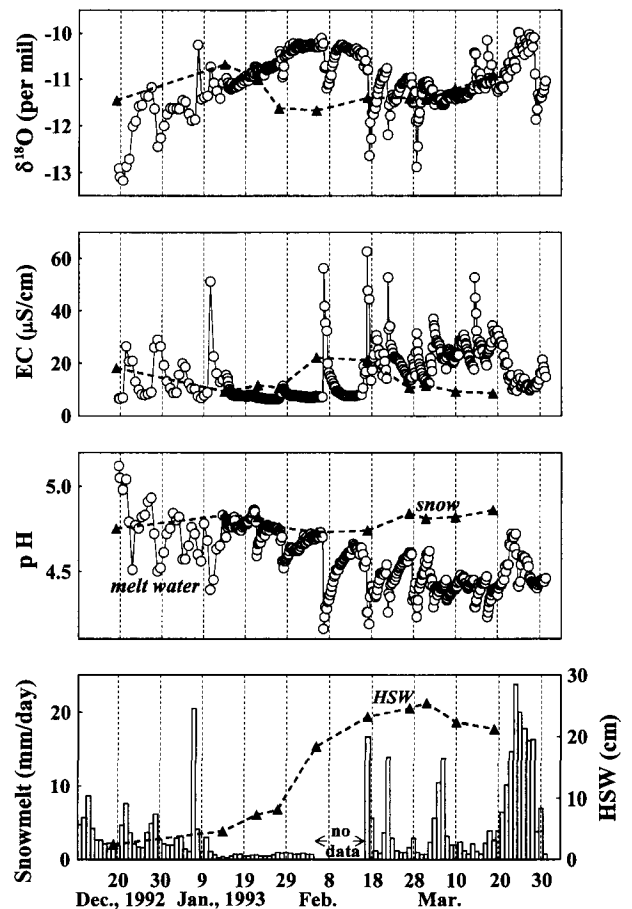 δ18O (per mil)
-10
-11
-12
-13
EC (μS/cm)
60
40
20
0
pH
5.0
4.5
snow
melt water
Snowmelt (mm/day)
20
10
0
HSW
no
data
30
20
10
0
HSW (cm)
20 30 9 19 29 8 18 28 10 20 30
Dec., 1992 Jan., 1993 Feb. Mar.